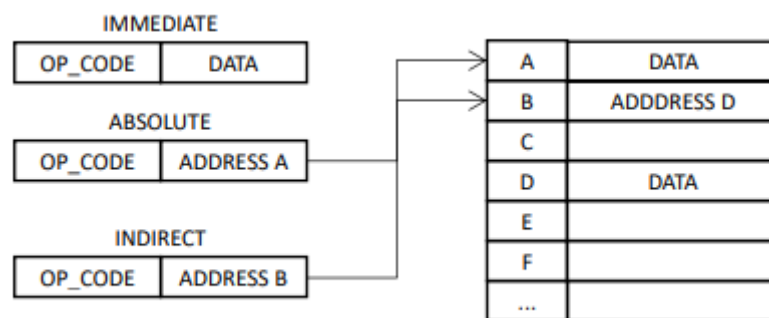 IMMEDIATE
OP_CODE DATA
ABSOLUTE
OP_CODE ADDRESS A
INDIRECT
OP_CODE ADDRESS B
A DATA
B ADDDRESS D
C
D DATA
E
F
...